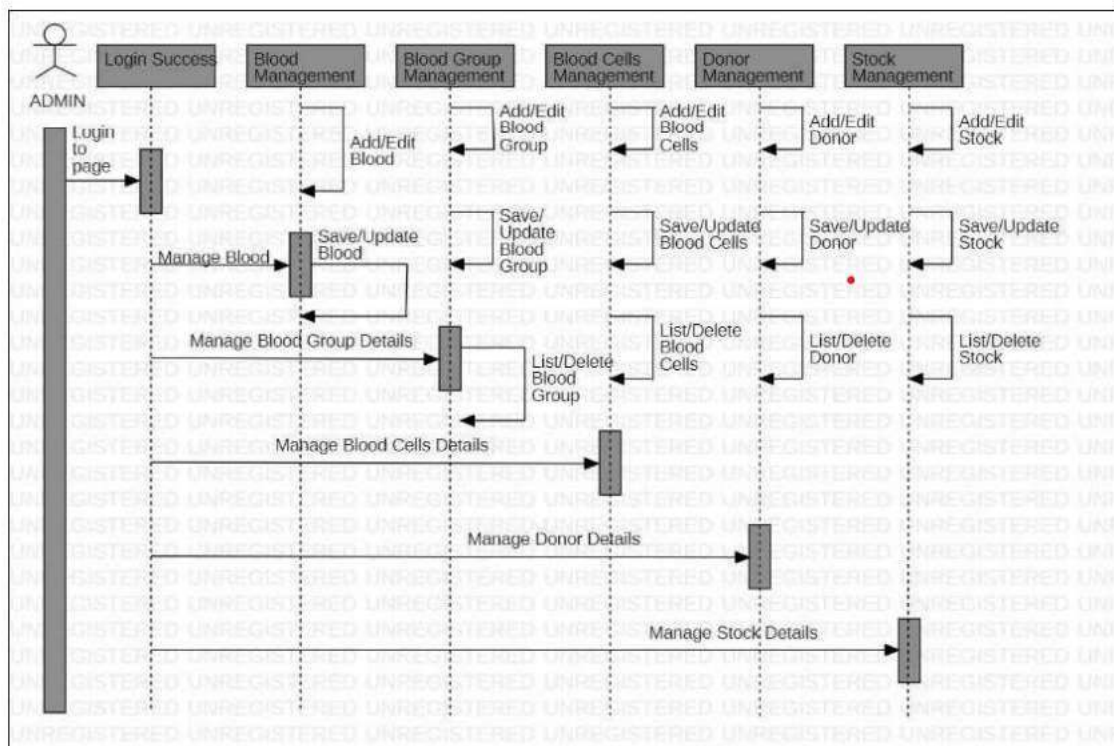 Login Success
Blood
Management
Blood Group
Management
Blood Cells
Management
Donor
Management
Stock
Management
ADMIN
Login
to
page
Add/Edit
Blood
Add/Edit
Blood
Group
Add/Edit
Blood
Cells
Add/Edit
Donor
Add/Edit
Stock
Manage Blood
Save/Update
Blood
Save/
Update
Blood
Group
Save/Update
Blood Cells
Save/Update
Donor
Save/Update
Stock
Manage Blood Group Details
List/Delete
Blood
Group
List/Delete
Blood
Cells
List/Delete
Donor
List/Delete
Stock
Manage Blood Cells Details
Manage Donor Details
Manage Stock Details
UNREGISTERED